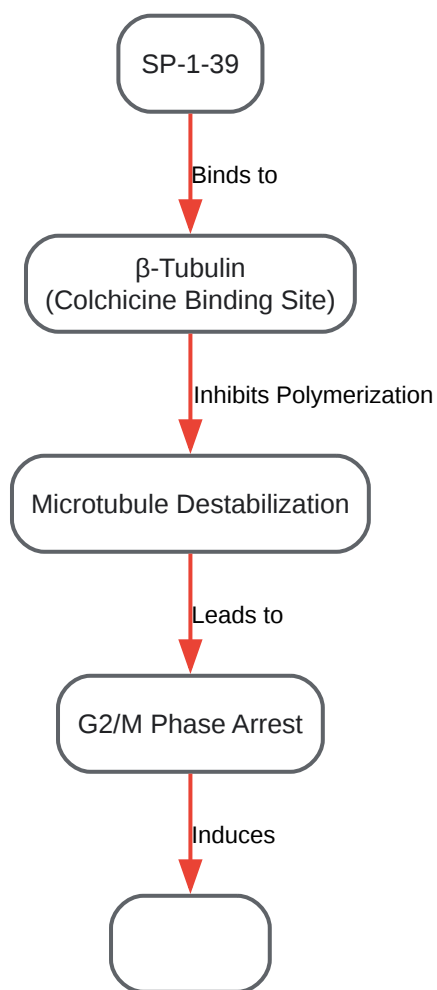 SP-1-39
Binds to
β-Tubulin
(Colchicine Binding Site)
Inhibits Polymerization
Microtubule Destabilization
Leads to
G2/M Phase Arrest
Induces